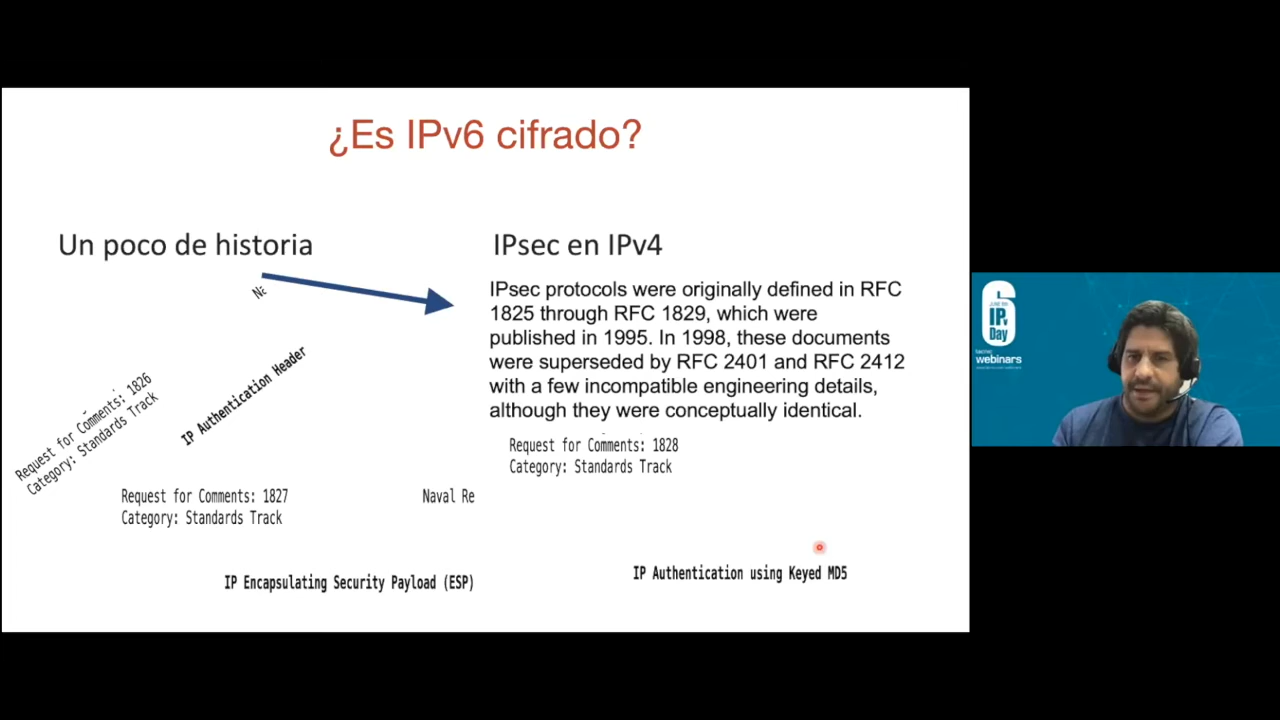 ¿Es IPv6 cifrado?
Un poco de historia
Na
IP Authentication Header
Request for Comments: 1826
Category: Standards Track
Request for Comments: 1827
Category: Standards Track
Naval Re
IP Encapsulating Security Payload (ESP)
IPsec en IPv4
IPsec protocols were originally defined in RFC
1825 through RFC 1829, which were
published in 1995. In 1998, these documents
were superseded by RFC 2401 and RFC 2412
with a few incompatible engineering details,
although they were conceptually identical.
Request for Comments: 1828
Category: Standards Track
IP Authentication using Keyed MD5
6
IPv
Day
webinars